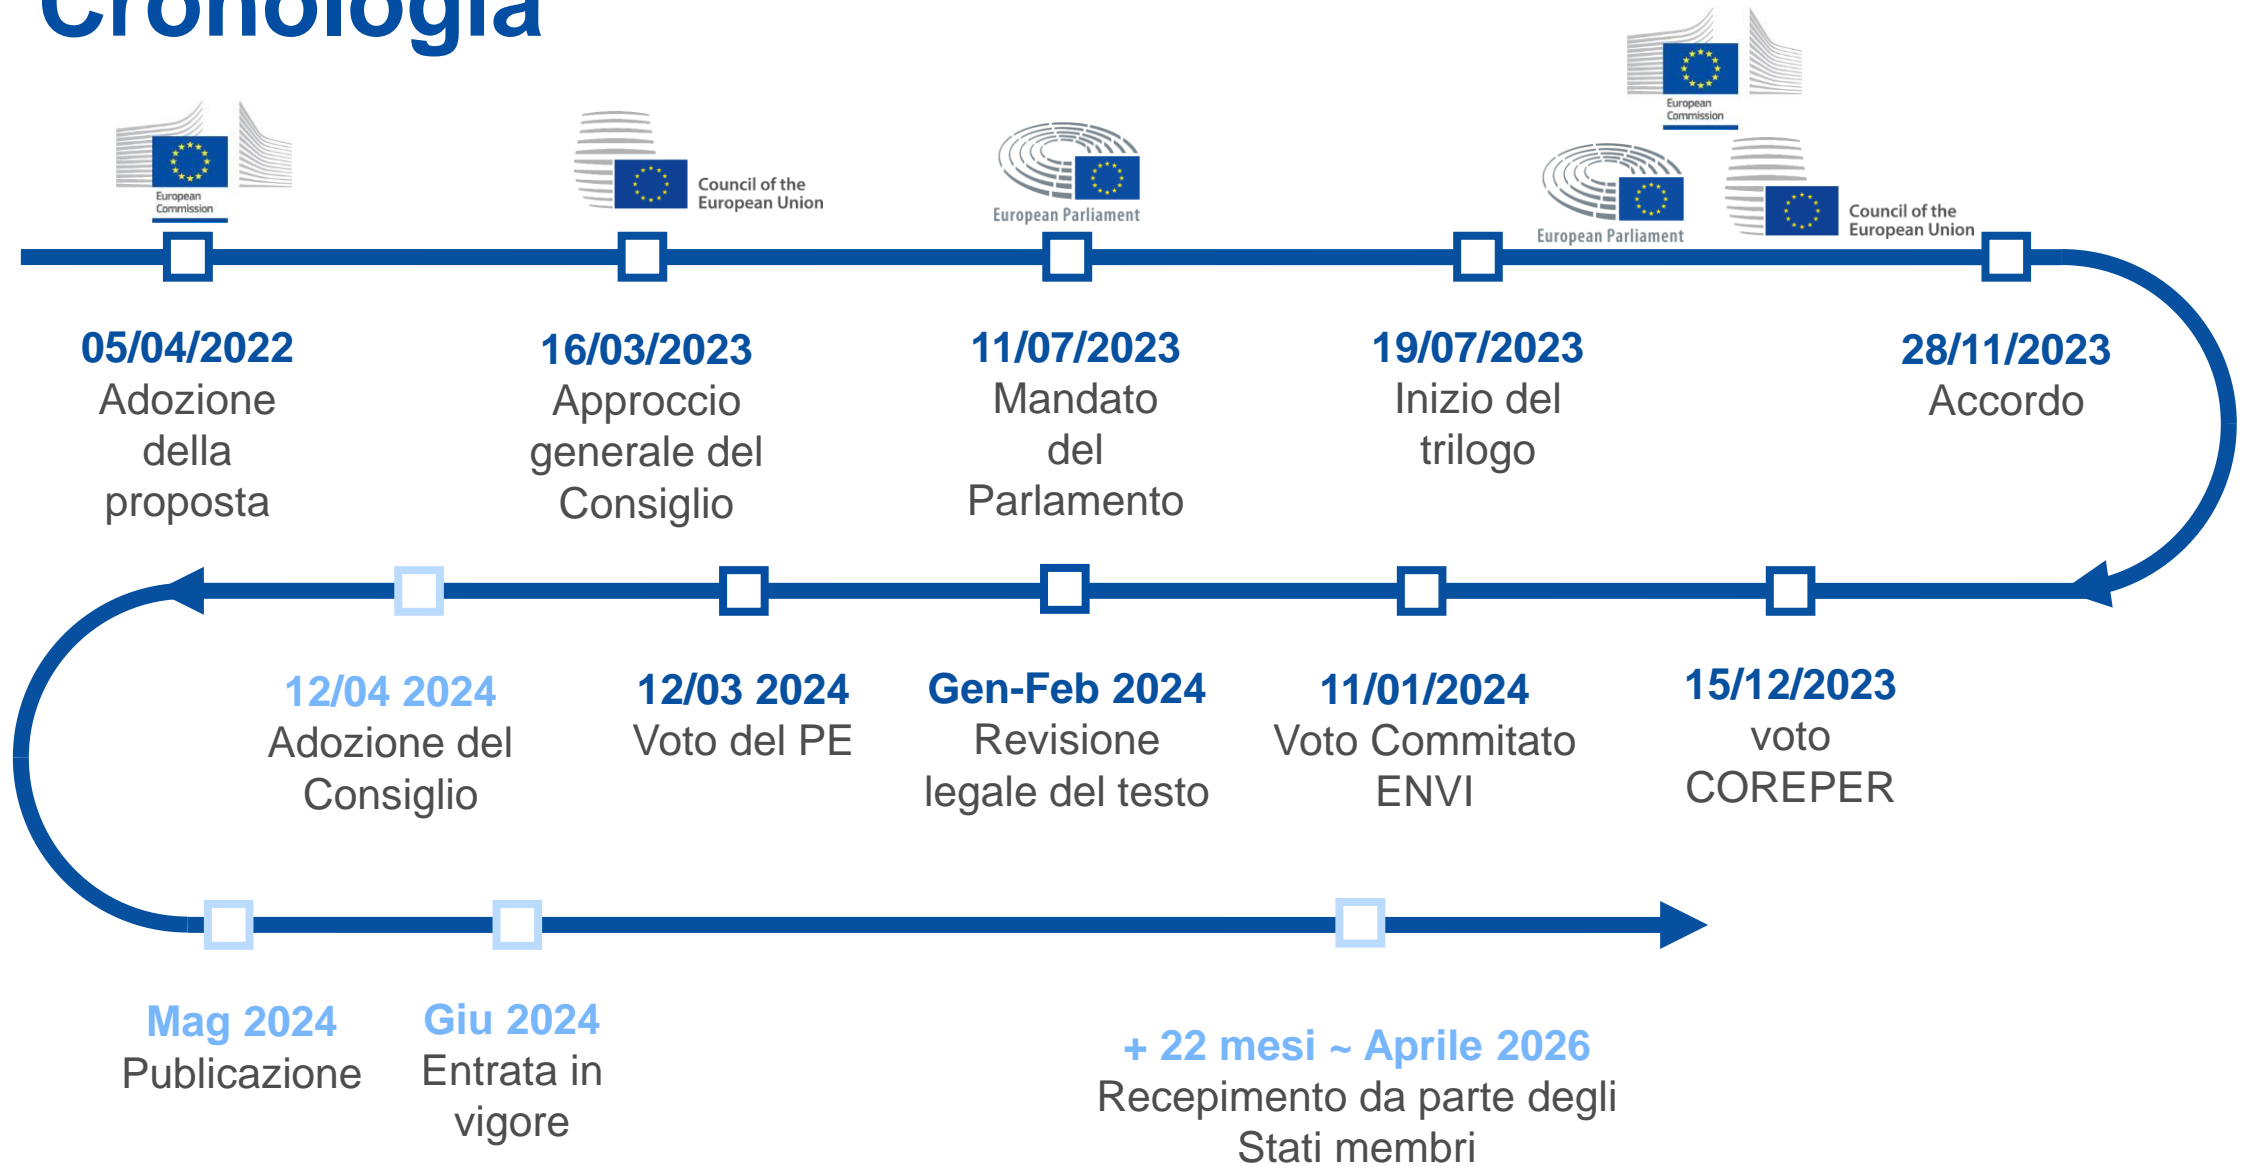 Cronologia
European
Commission
Council of the
European Union
European Parliament
European
Commission
European Parliament
Council of the
European Union
05/04/2022
Adozione
della
proposta
16/03/2023
Approccio
generale del
Consiglio
11/07/2023
Mandato
del
Parlamento
19/07/2023
Inizio del
trilogo
28/11/2023
Accordo
12/04 2024
Adozione del
Consiglio
12/03 2024
Voto del PE
Gen-Feb 2024
Revisione
legale del testo
11/01/2024
Voto Commitato
ENVI
15/12/2023
voto
COREPER
Mag 2024
Publicazione
Giu 2024
Entrata in
vigore
+ 22 mesi ~ Aprile 2026
Recepimento da parte degli
Stati membri